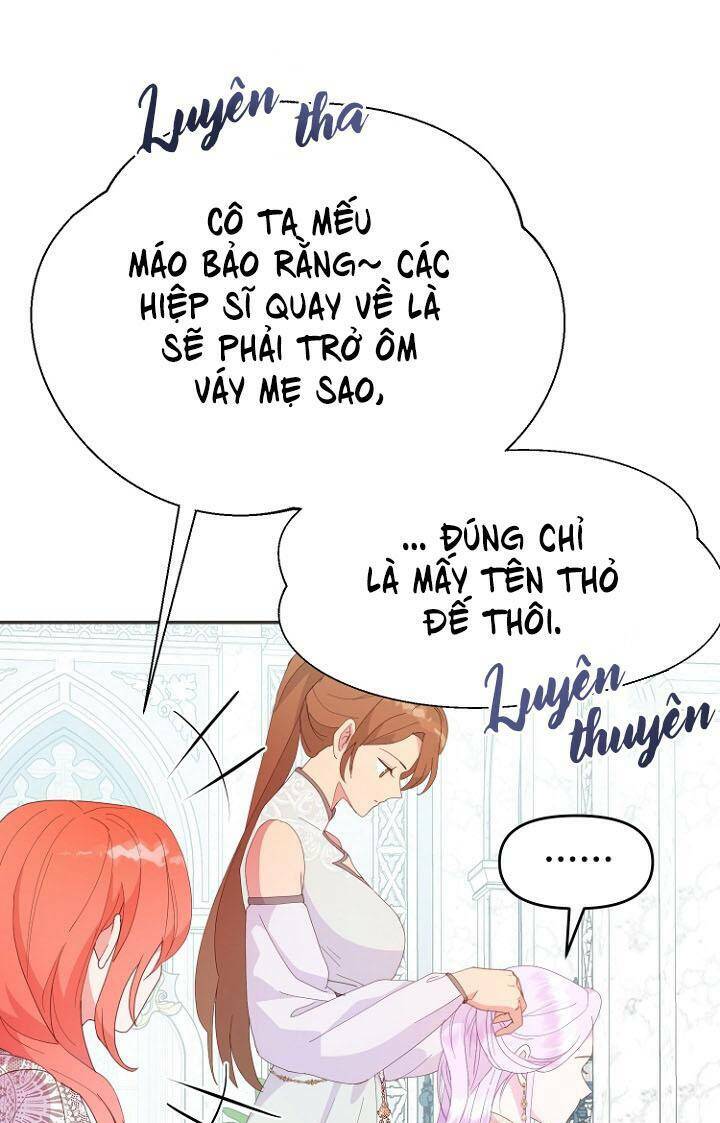 Luyên
tha
CÔ TA MẾU
MÁO BẢO RẰNG~ CÁC
HIỆP SĨ QUAY VỀ LÀ
SẼ PHẢI TRỞ ÔM
VÁY MẸ SAO,
... ĐÚNG CHỈ
LÀ MẤY TÊN THỎ
ĐẾ THÔI.
Luyên
thuyên
......